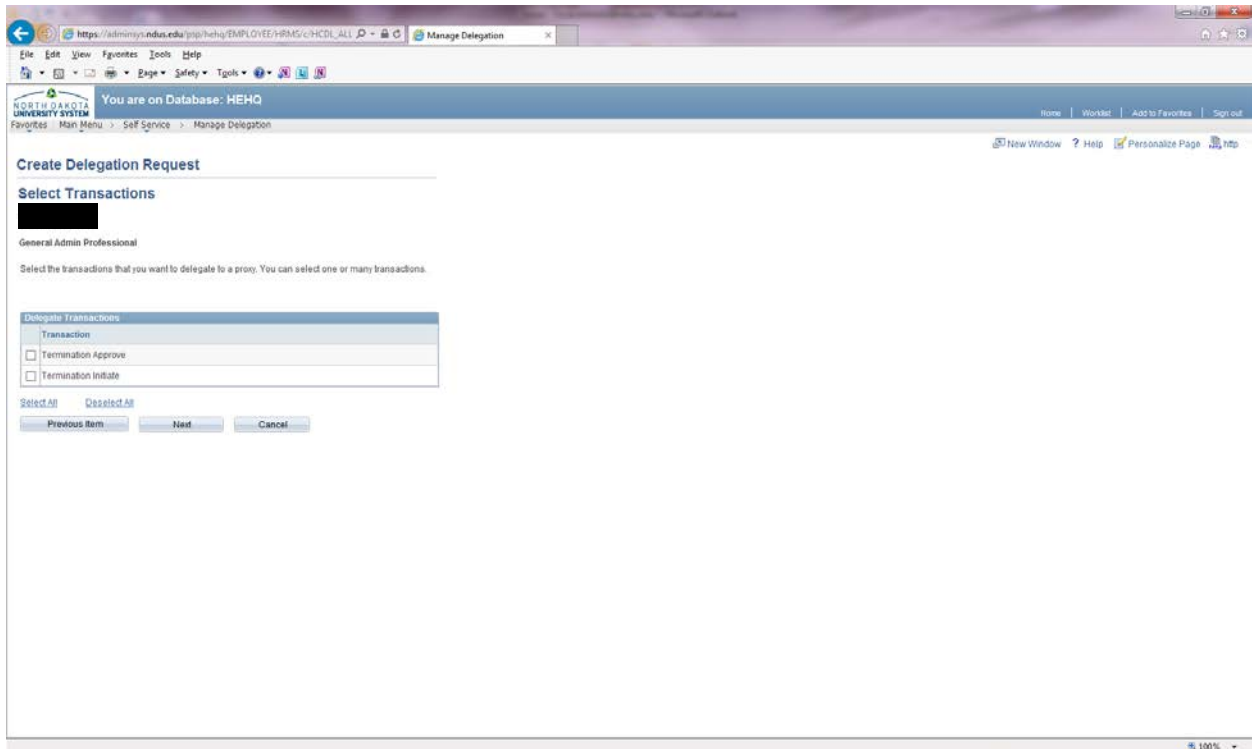 https://adminsys.ndus.edu/psp/hehq/EMPLOYEE/HRMS/c/HCDL_ALL
Manage Delegation
File Edit View Favorites Tools Help
Page Safety Tools
NORTH DAKOTA
UNIVERSITY SYSTEM
You are on Database: HEHQ
Home | Worklist | Add to Favorites | Sign out
Favorites Main Menu > Self Service > Manage Delegation
New Window ? Help Personalize Page http
Create Delegation Request
Select Transactions
General Admin Professional
Select the transactions that you want to delegate to a proxy. You can select one or many transactions.
Delegate Transactions
Transaction
Termination Approve
Termination Initiate
Select All Deselect All
Previous Item Next Cancel
100%